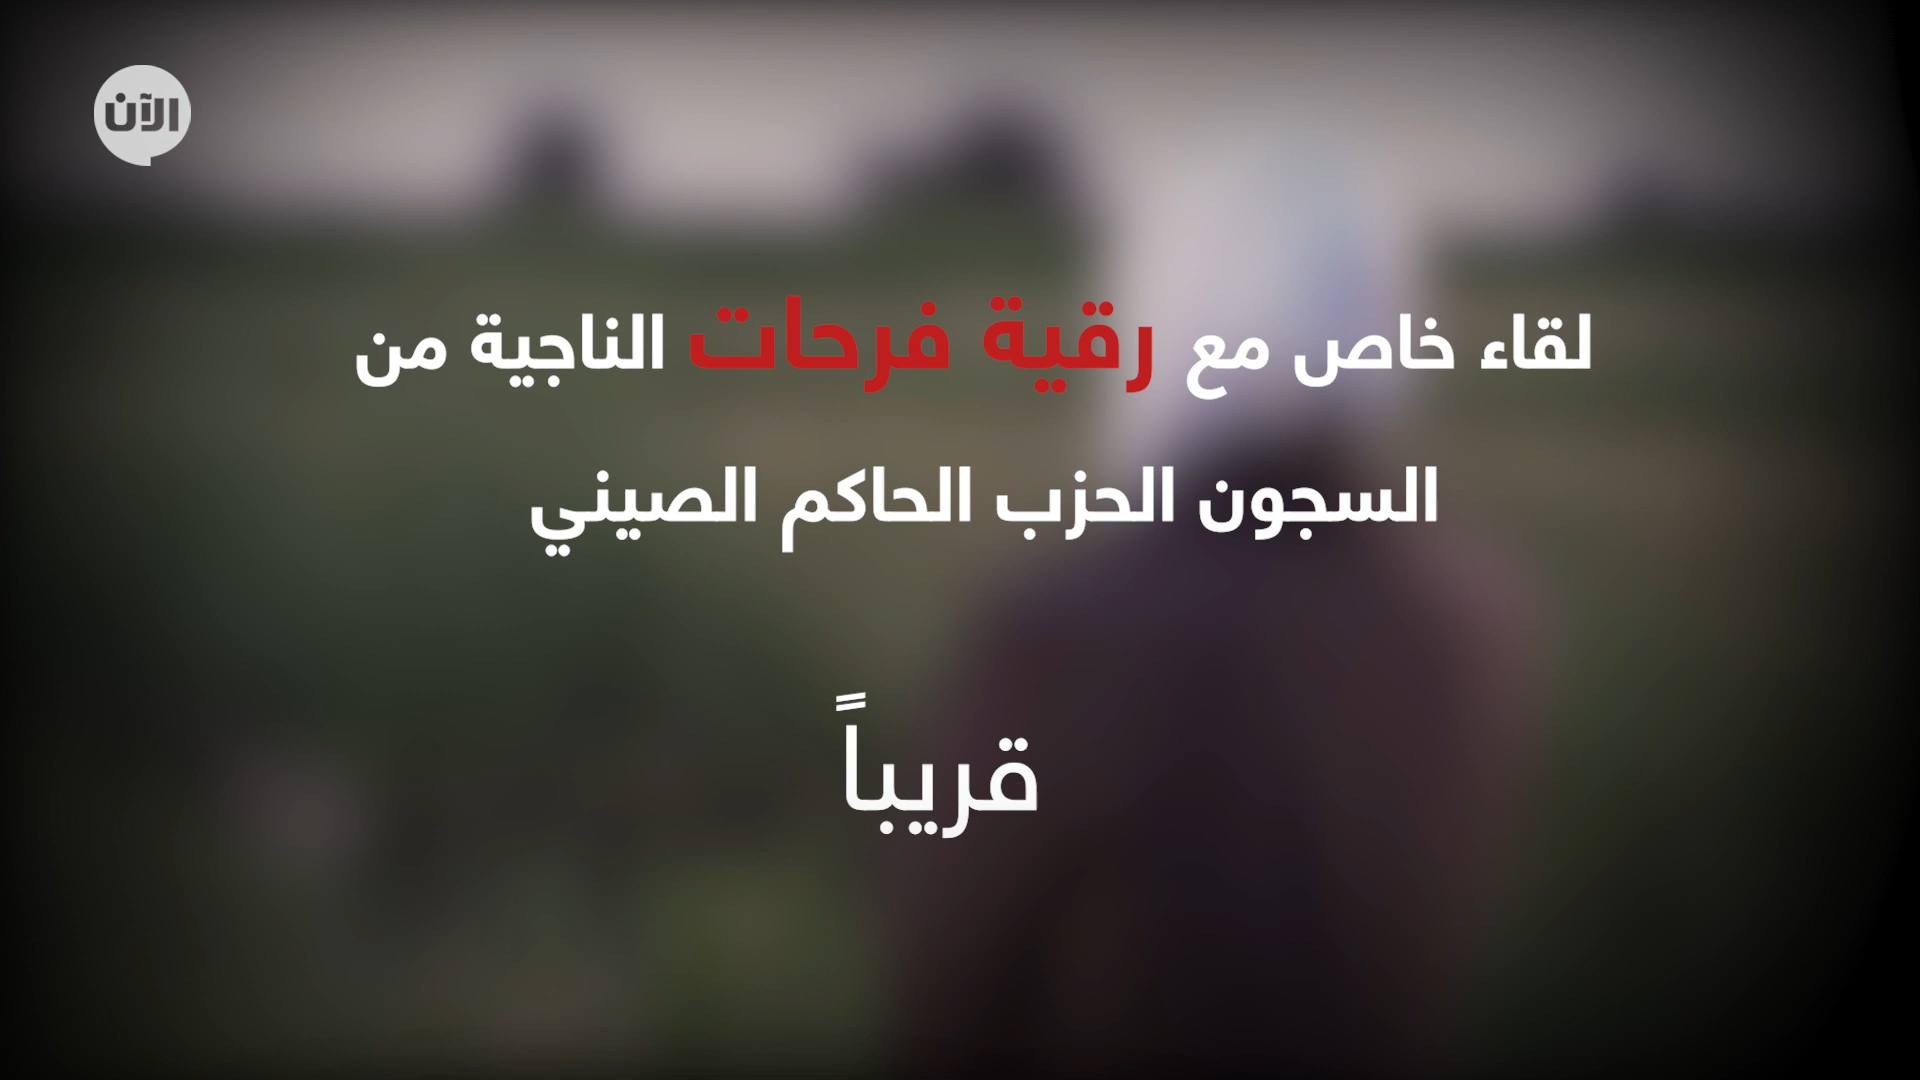 الآن
لقاء خاص مع رقية فرحات الناجية من
السجون الحزب الحاكم الصيني
قريباً